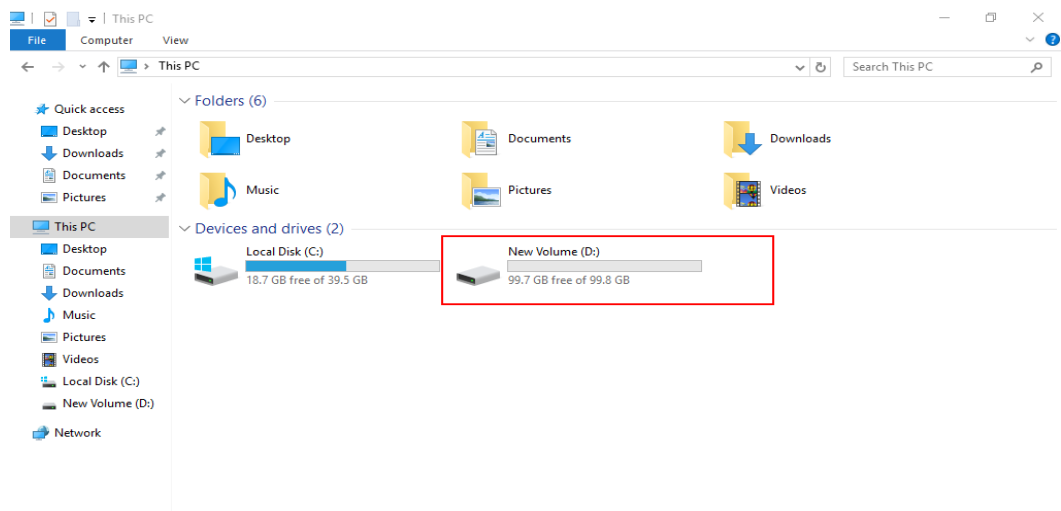 This PC
File Computer View
This PC
Search This PC
Quick access
Desktop
Downloads
Documents
Pictures
This PC
Desktop
Documents
Downloads
Music
Pictures
Videos
Local Disk (C:)
New Volume (D:)
Network
Folders (6)
Desktop Documents Downloads
Music Pictures Videos
Devices and drives (2)
Local Disk (C:) New Volume (D:)
18.7 GB free of 39.5 GB 99.7 GB free of 99.8 GB